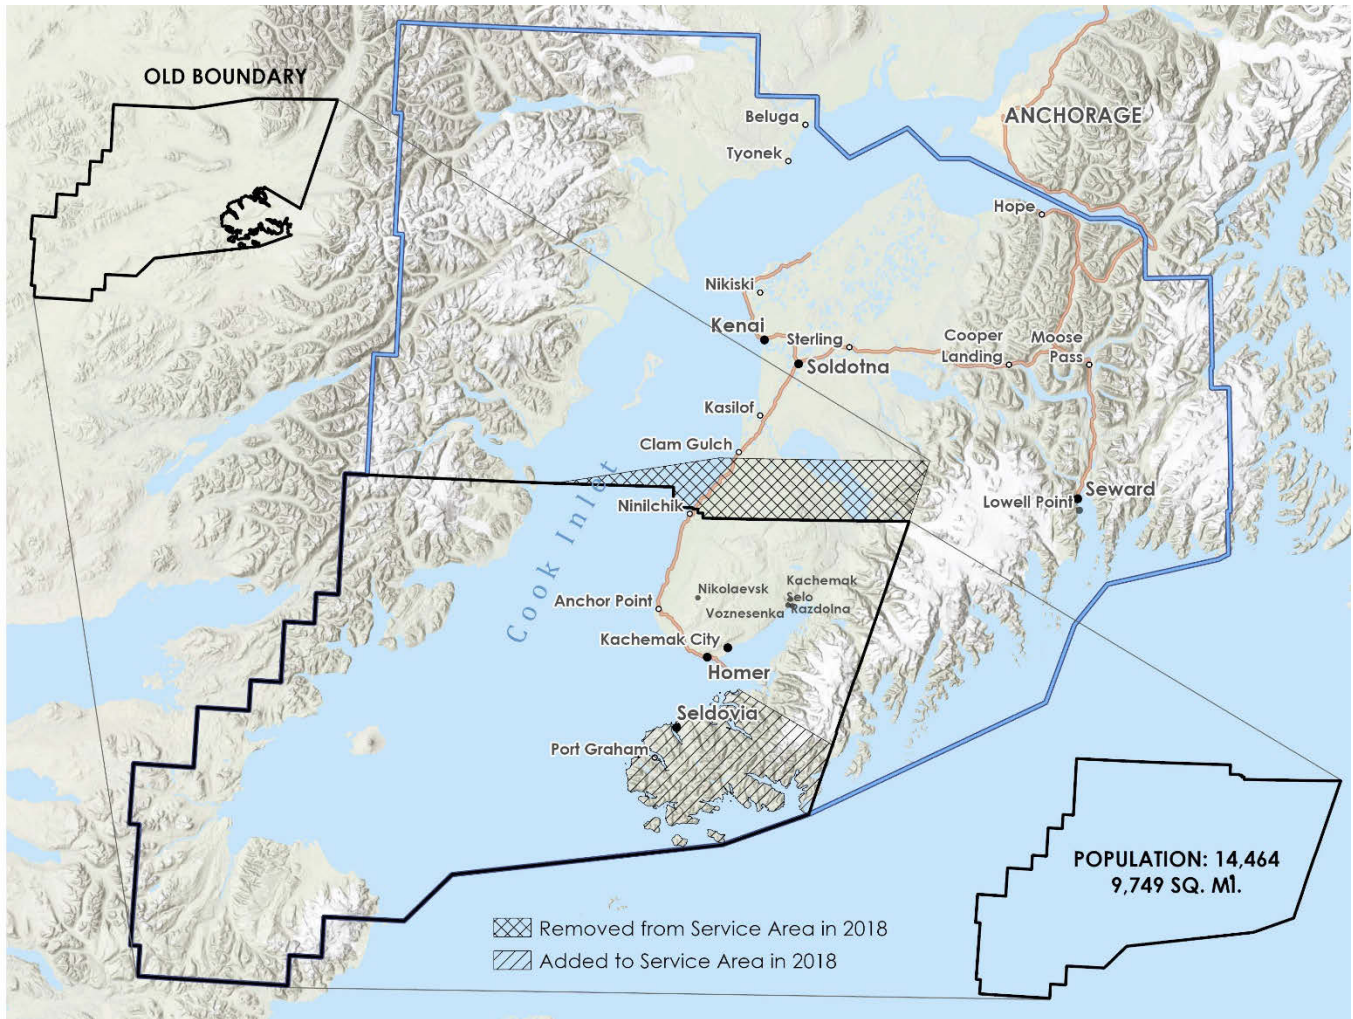 OLD BOUNDARY
Beluga
ANCHORAGE
Tyonek
Hope
Nikiski
Kenai
Sterling
Cooper
Landing
Moose
Pass
Soldotna
Kasilof
Clam Gulch
Cook Inlet
Ninilchik
Seward
Lowell Point
Nikolaevsk
Kachemak
Selo
Voznesenka
Razdolna
Anchor Point
Kachemak City
Homer
Seldovia
Port Graham
POPULATION: 14,464
9,749 SQ. MI.
Removed from Service Area in 2018
Added to Service Area in 2018